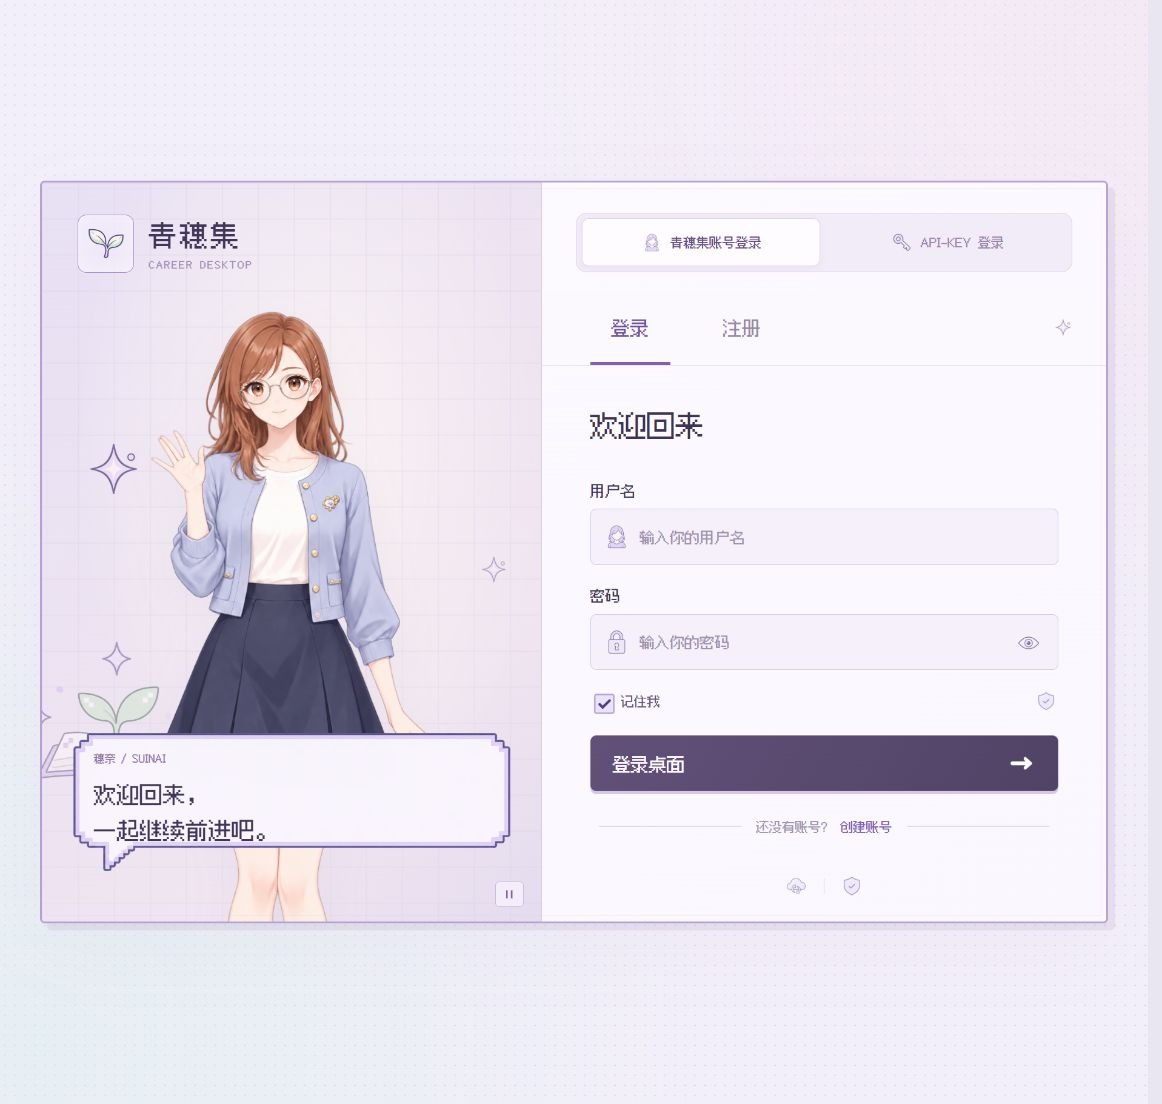 青穗集
CAREER DESKTOP
穗奈 / SUINAI
欢迎回来，
一起继续前进吧。
青穗集账号登录
API-KEY 登录
登录
注册
欢迎回来
用户名
输入你的用户名
密码
输入你的密码
记住我
登录桌面
还没有账号？ 创建账号